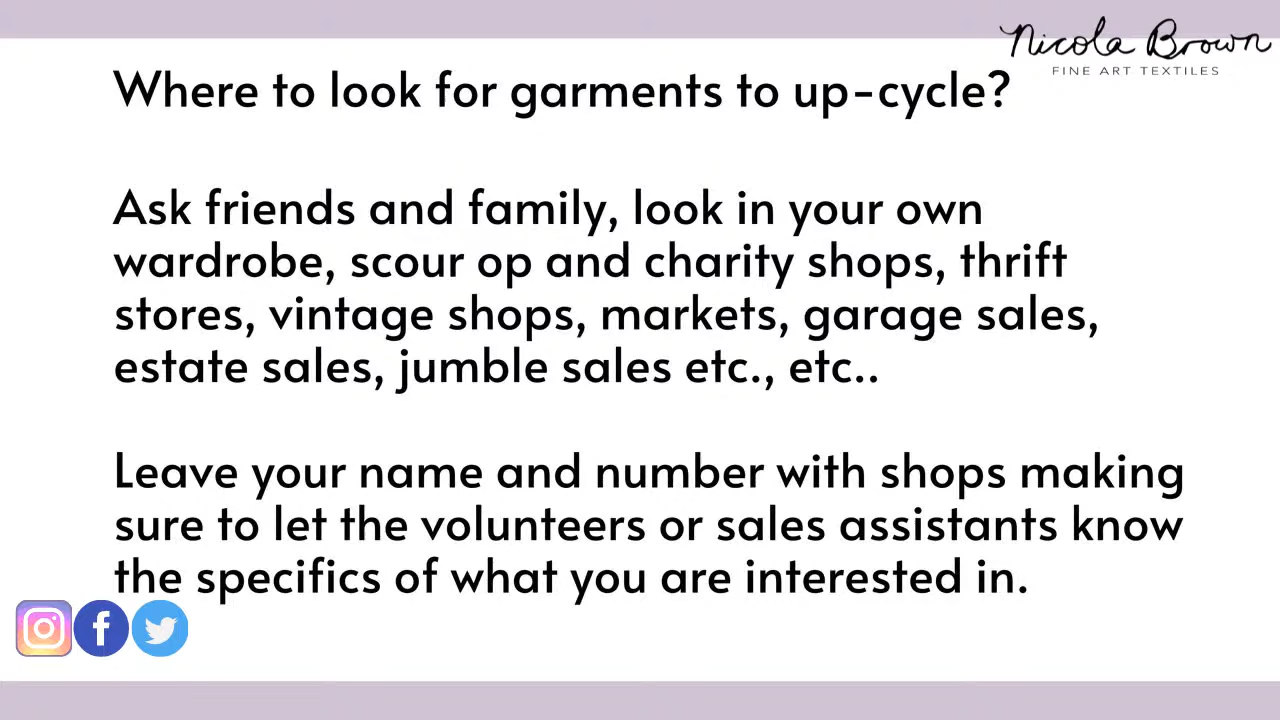 Nicola Brown
FINE ART TEXTILES
Where to look for garments to up-cycle?
Ask friends and family, look in your own
wardrobe, scour op and charity shops, thrift
stores, vintage shops, markets, garage sales,
estate sales, jumble sales etc., etc..
Leave your name and number with shops making
sure to let the volunteers or sales assistants know
the specifics of what you are interested in.